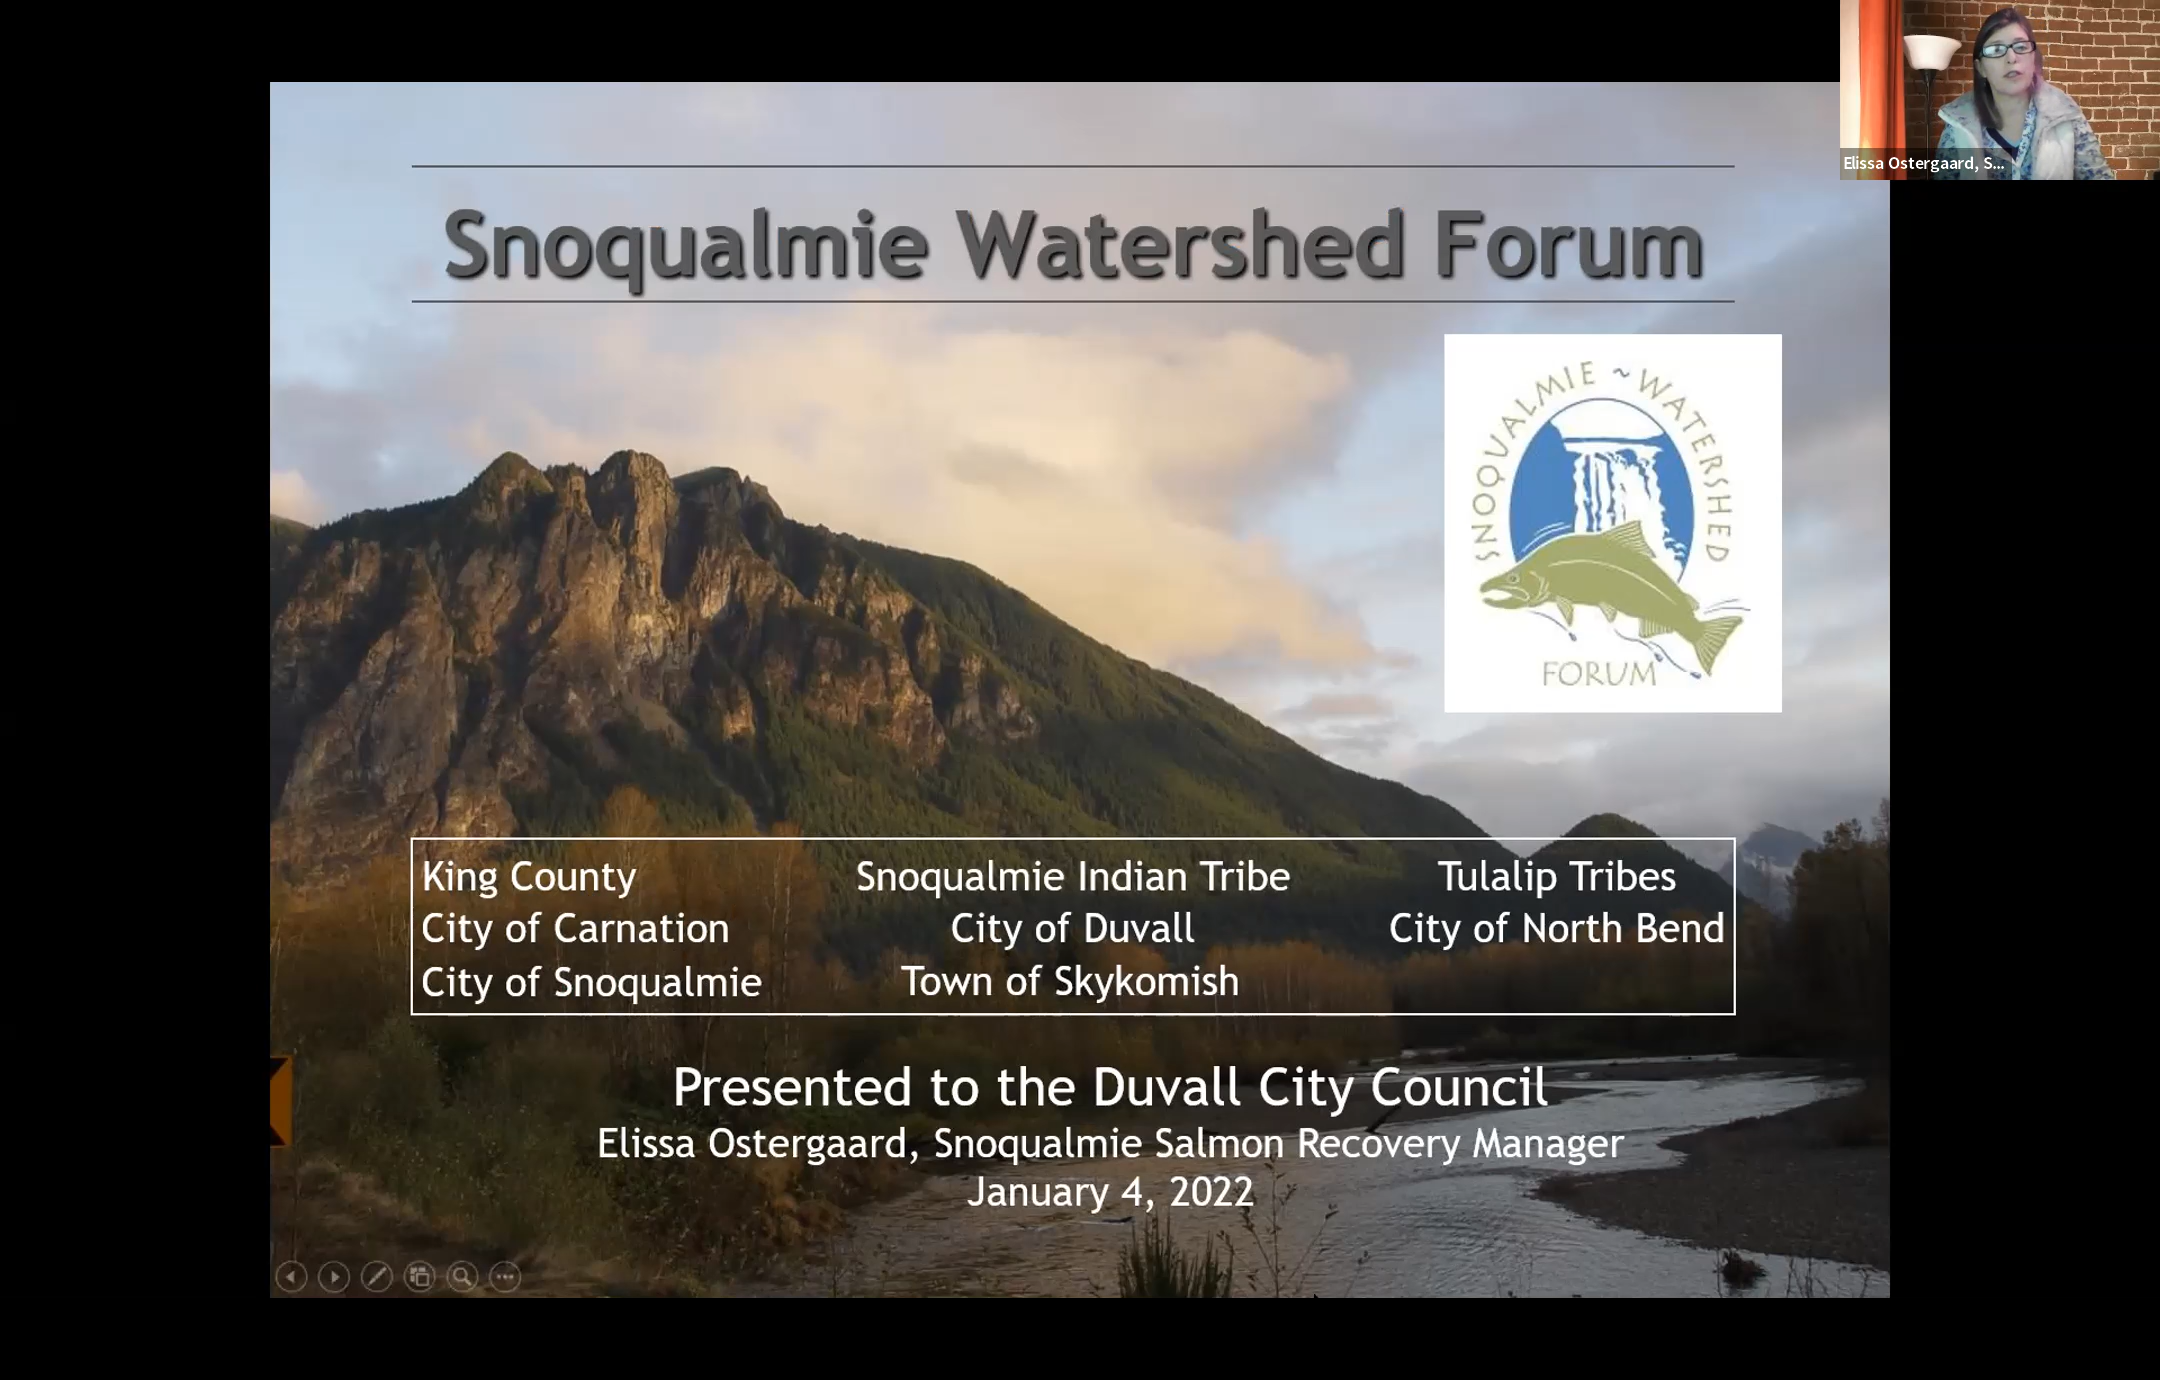 Elissa Ostergaard, S...
Snoqualmie Watershed Forum
SNOQUALMIE ~ WATERSHED
FORUM
King County Snoqualmie Indian Tribe Tulalip Tribes
City of Carnation City of Duvall City of North Bend
City of Snoqualmie Town of Skykomish
Presented to the Duvall City Council
Elissa Ostergaard, Snoqualmie Salmon Recovery Manager
January 4, 2022